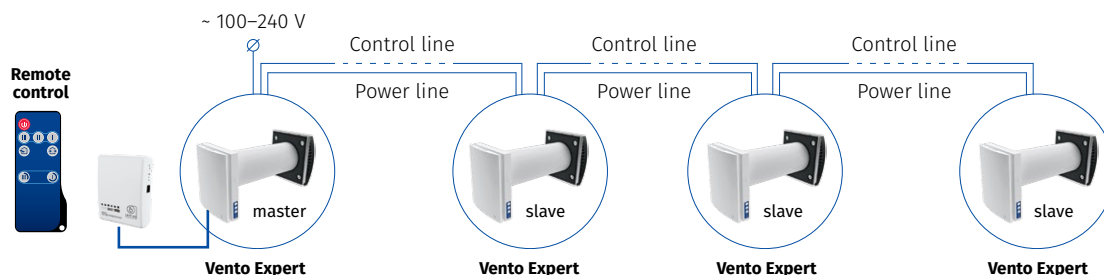 ~ 100–240 V
Control line
Control line
Control line
Remote
control
Power line
Power line
Power line
master
slave
slave
slave
Vento Expert
Vento Expert
Vento Expert
Vento Expert